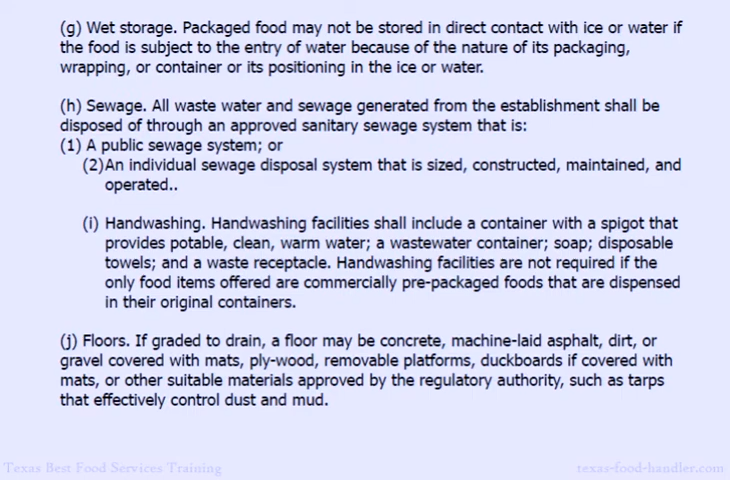 (g) Wet storage. Packaged food may not be stored in direct contact with ice or water if
the food is subject to the entry of water because of the nature of its packaging,
wrapping, or container or its positioning in the ice or water.
(h) Sewage. All waste water and sewage generated from the establishment shall be
disposed of through an approved sanitary sewage system that is:
(1) A public sewage system; or
(2)An individual sewage disposal system that is sized, constructed, maintained, and
operated..
(i) Handwashing. Handwashing facilities shall include a container with a spigot that
provides potable, clean, warm water; a wastewater container; soap; disposable
towels; and a waste receptacle. Handwashing facilities are not required if the
only food items offered are commercially pre-packaged foods that are dispensed
in their original containers.
(j) Floors. If graded to drain, a floor may be concrete, machine-laid asphalt, dirt, or
gravel covered with mats, ply-wood, removable platforms, duckboards if covered with
mats, or other suitable materials approved by the regulatory authority, such as tarps
that effectively control dust and mud.
Texas Best Food Services Training
texas-food-handler.com